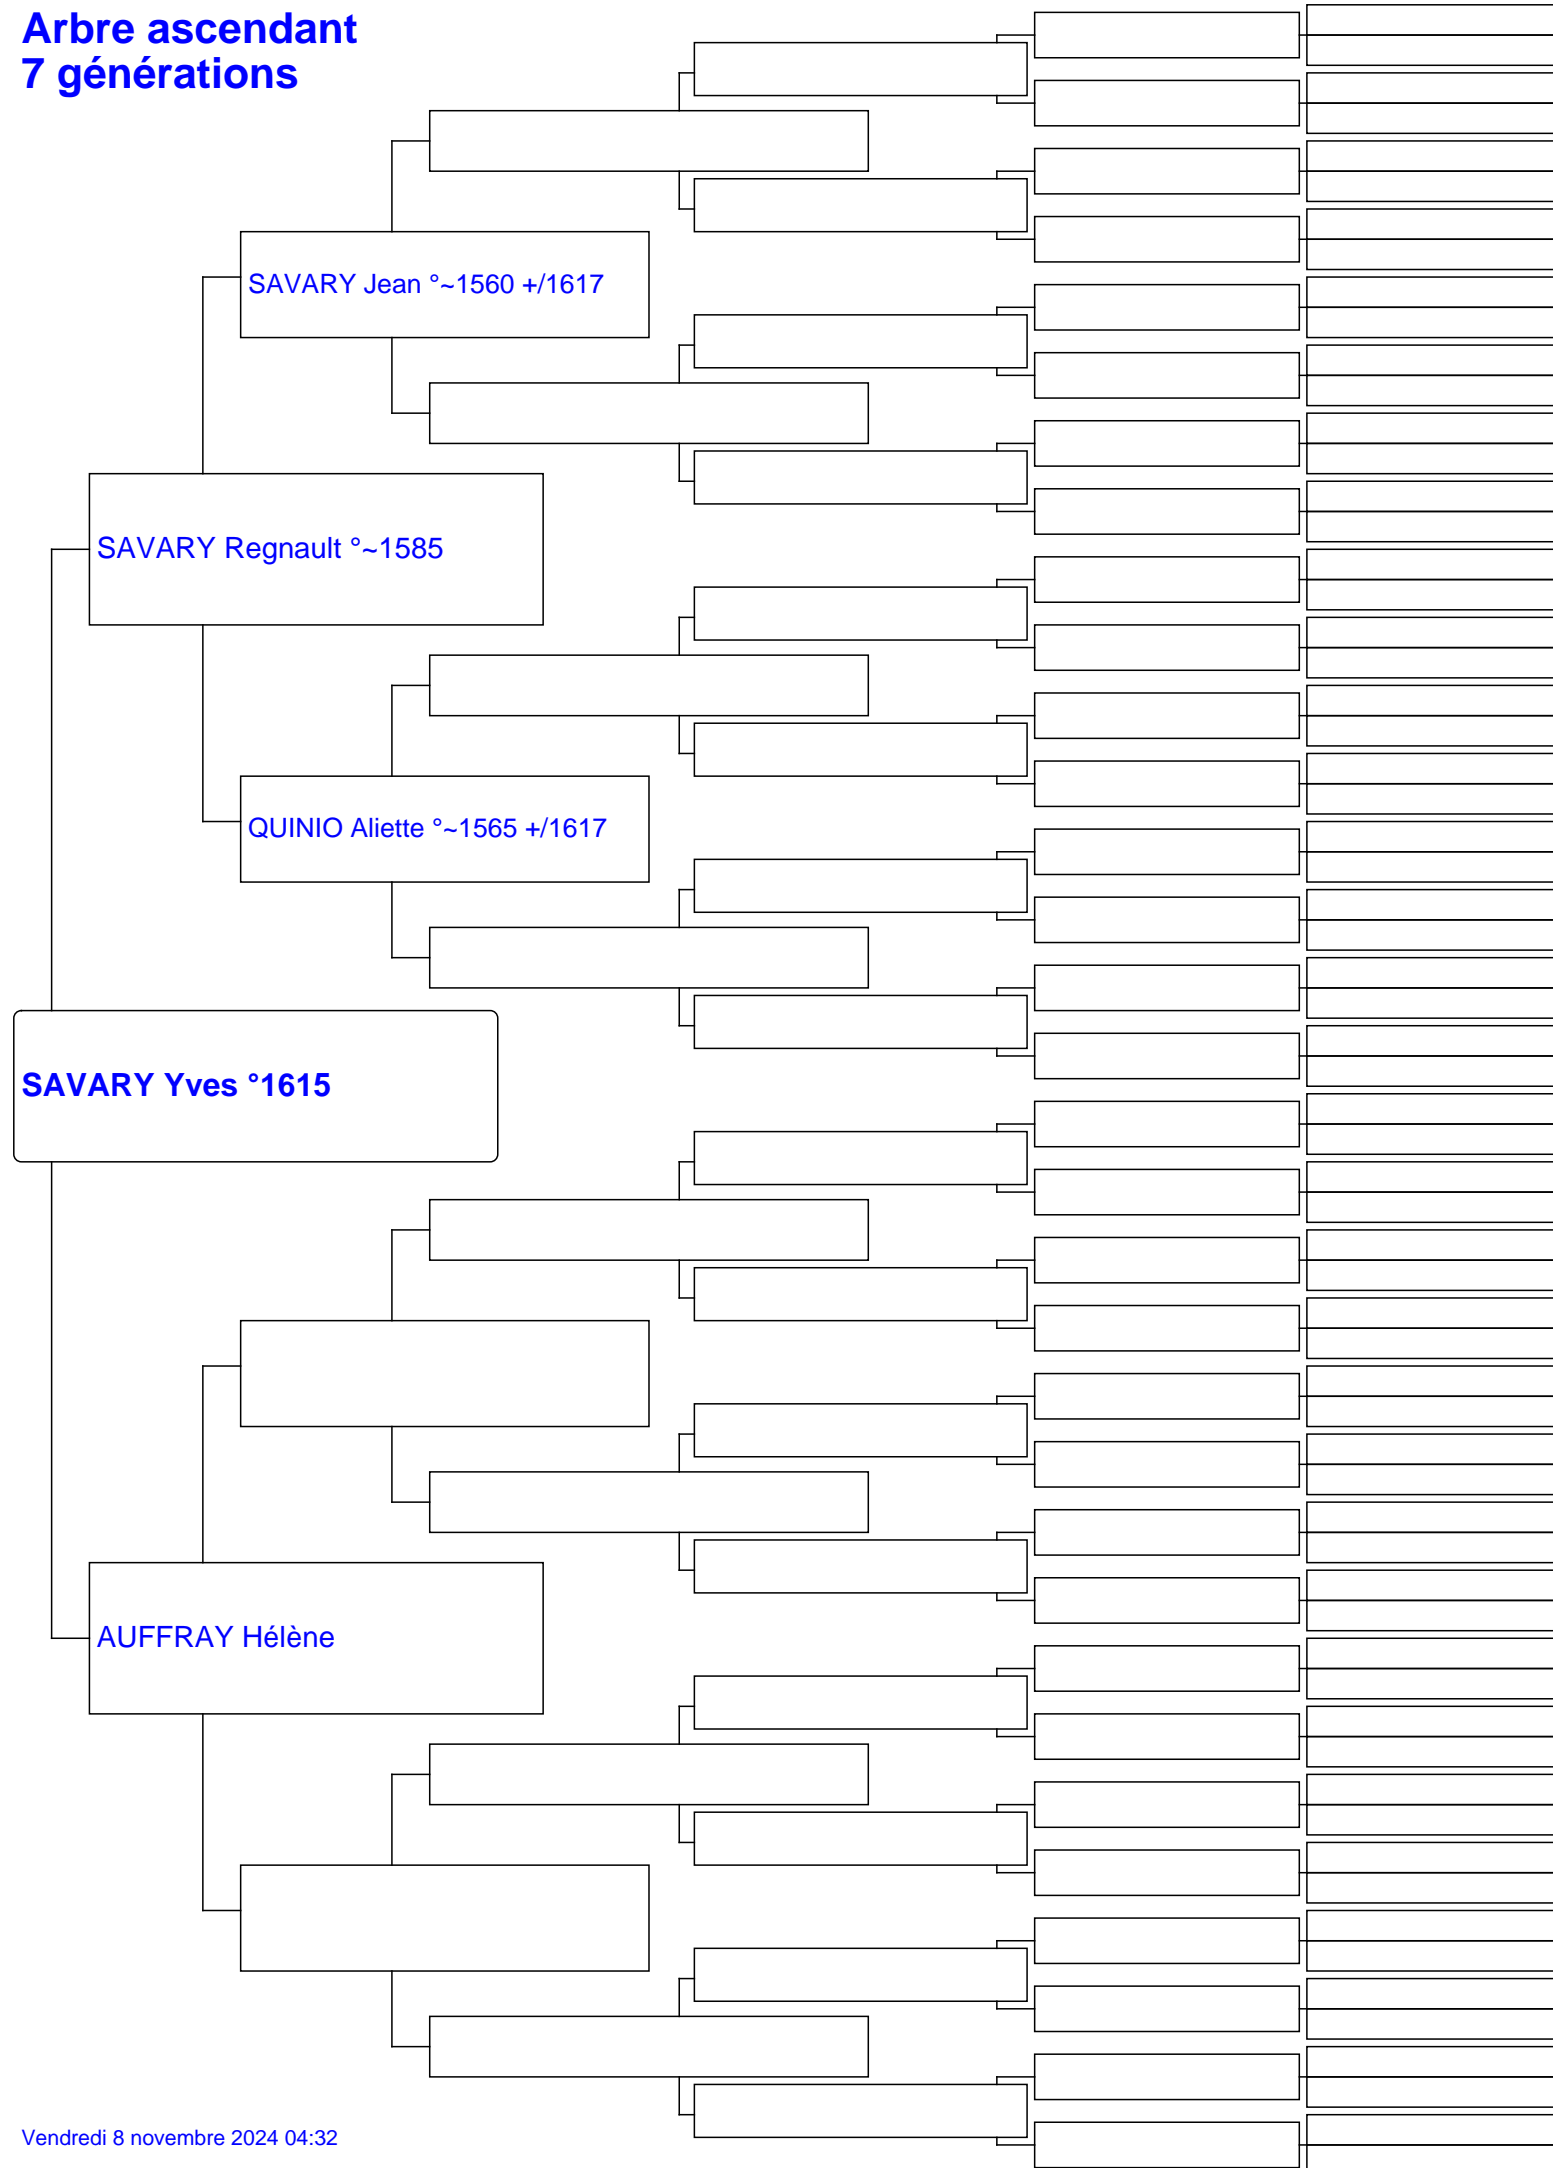 Arbre ascendant
7 générations
SAVARY Jean °~1560 +/1617
SAVARY Regnault °~1585
QUINIO Aliette °~1565 +/1617
SAVARY Yves °1615
AUFFRAY Hélène
Vendredi 8 novembre 2024 04:32